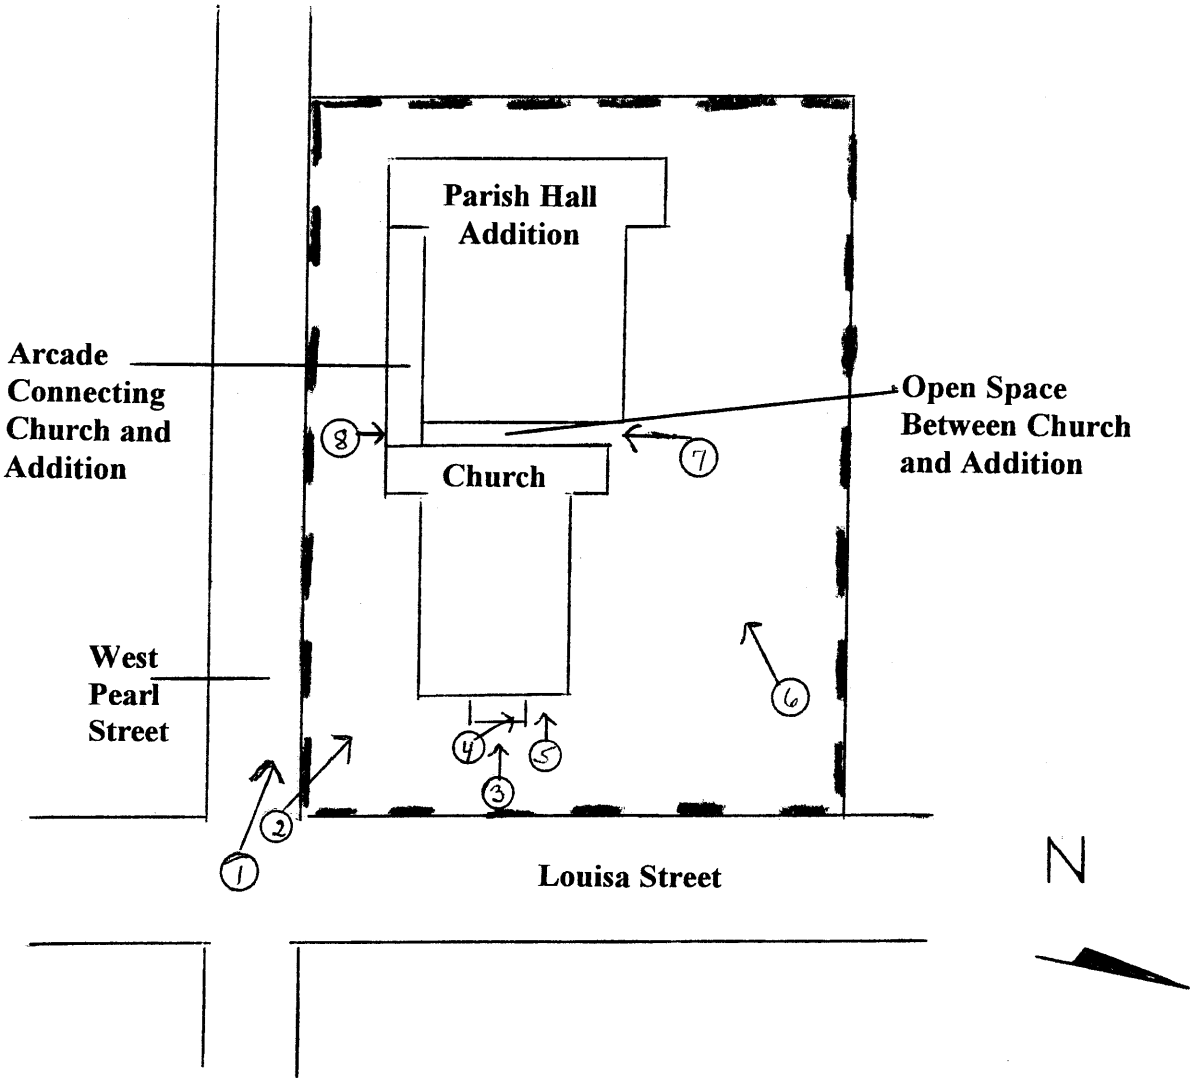 Parish Hall
Addition
Arcade
Connecting
Church and
Addition
Open Space
Between Church
and Addition
8
7
Church
West
Pearl
Street
6
4
5
3
2
1
Louisa Street
N